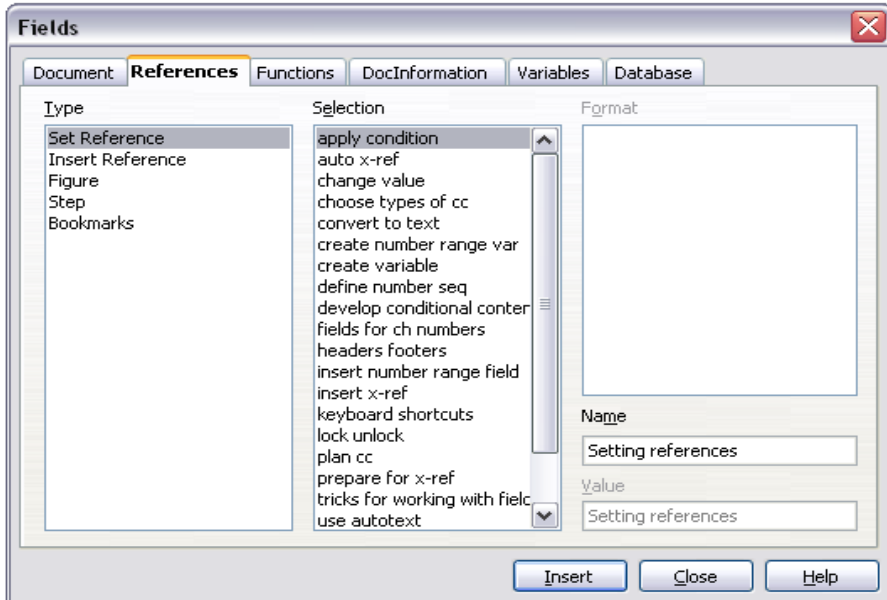 Fields
Document References Functions DocInformation Variables Database
Type
Set Reference
Insert Reference
Figure
Step
Bookmarks
Selection
apply condition
auto x-ref
change value
choose types of cc
convert to text
create number range var
create variable
define number seq
develop conditional conter
fields for ch numbers
headers footers
insert number range field
insert x-ref
keyboard shortcuts
lock unlock
plan cc
prepare for x-ref
tricks for working with fielc
use autotext
Format
Name
Setting references
Value
Setting references
Insert Close Help